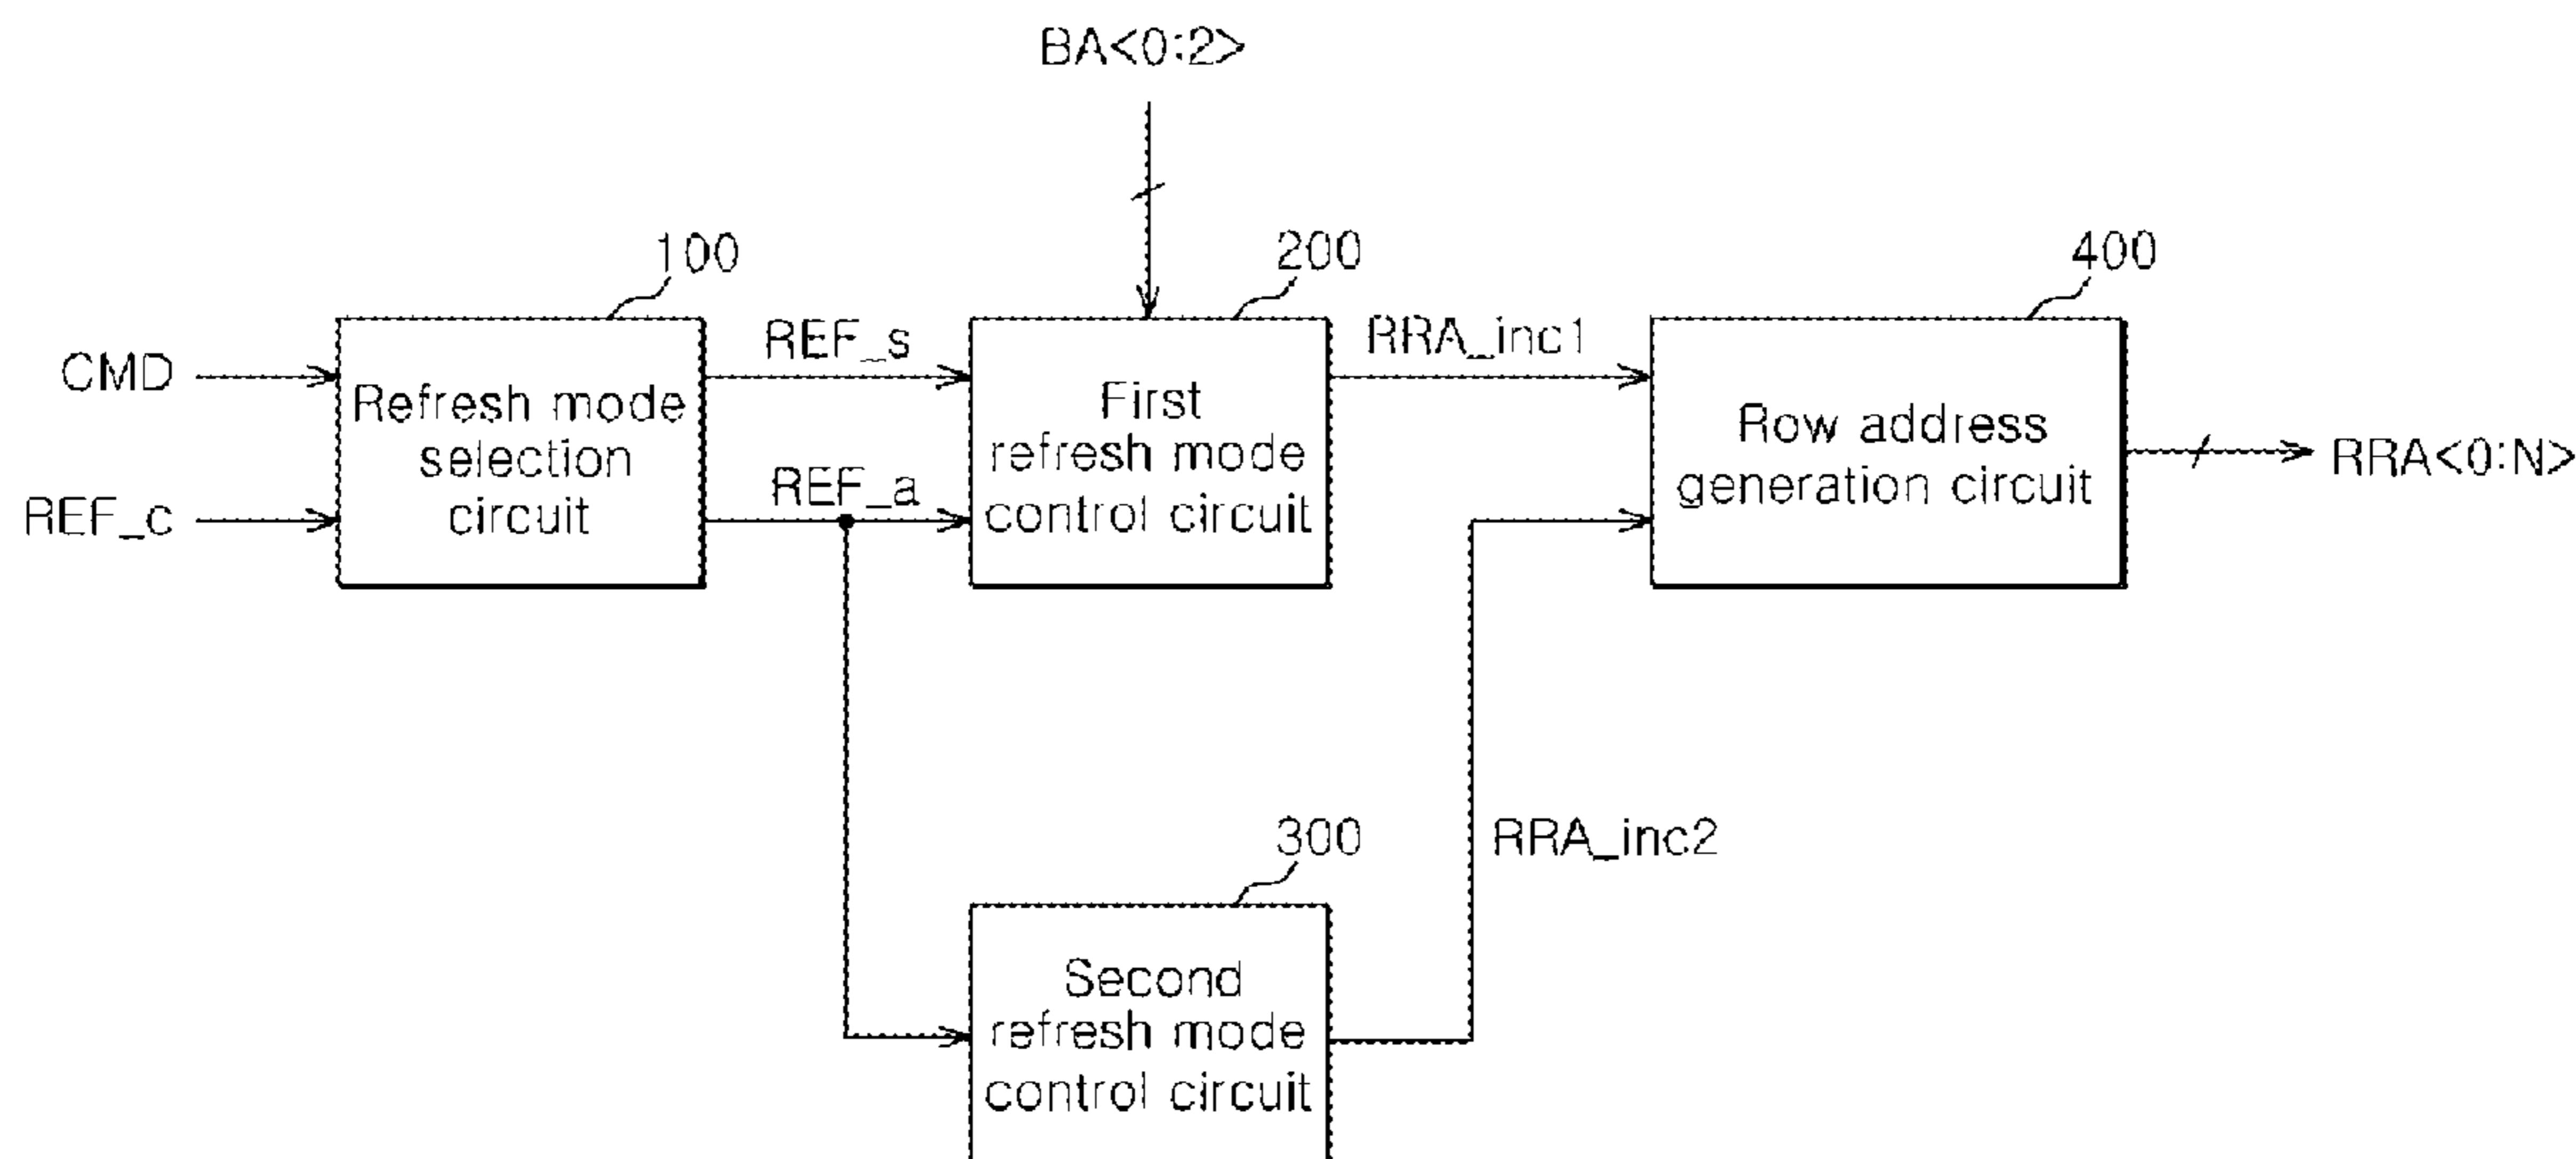 BA<0:2>
100
200
400
CMD
REF_c
Refresh mode
selection
circuit
REF_s
REF_a
First
refresh mode
control circuit
RRA_inc1
Row address
generation circuit
RRA<0:N>
300
RRA_inc2
Second
refresh mode
control circuit